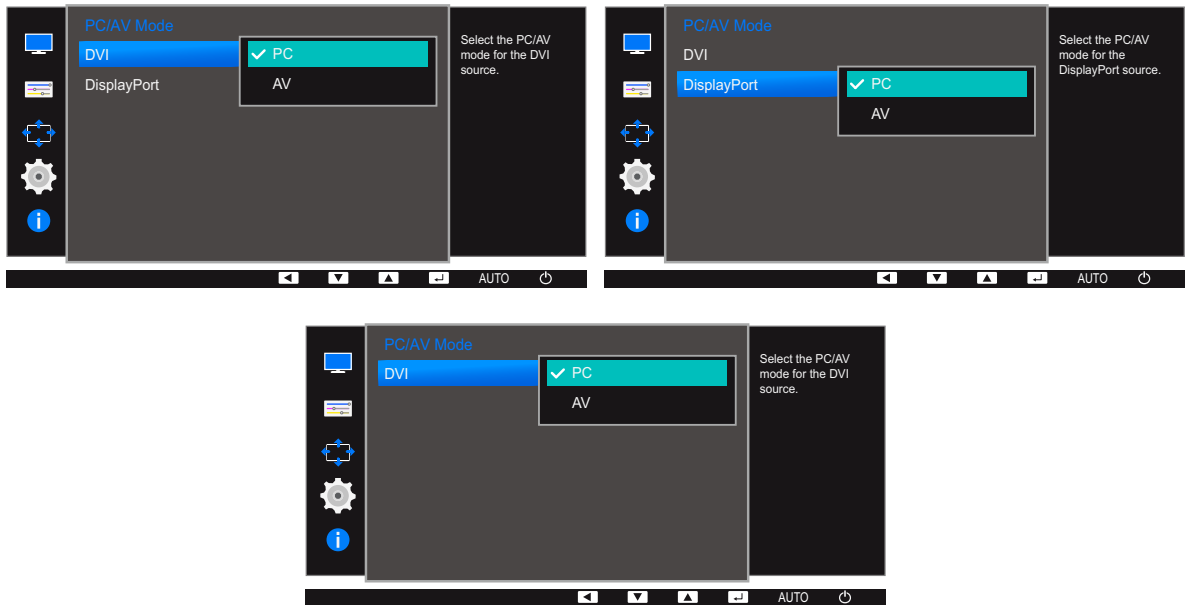 PC/AV Mode
DVI
PC
DisplayPort
AV
Select the PC/AV
mode for the DVI
source.
AUTO
PC/AV Mode
DVI
DisplayPort
PC
AV
Select the PC/AV
mode for the
DisplayPort source.
AUTO
PC/AV Mode
DVI
PC
AV
Select the PC/AV
mode for the DVI
source.
AUTO